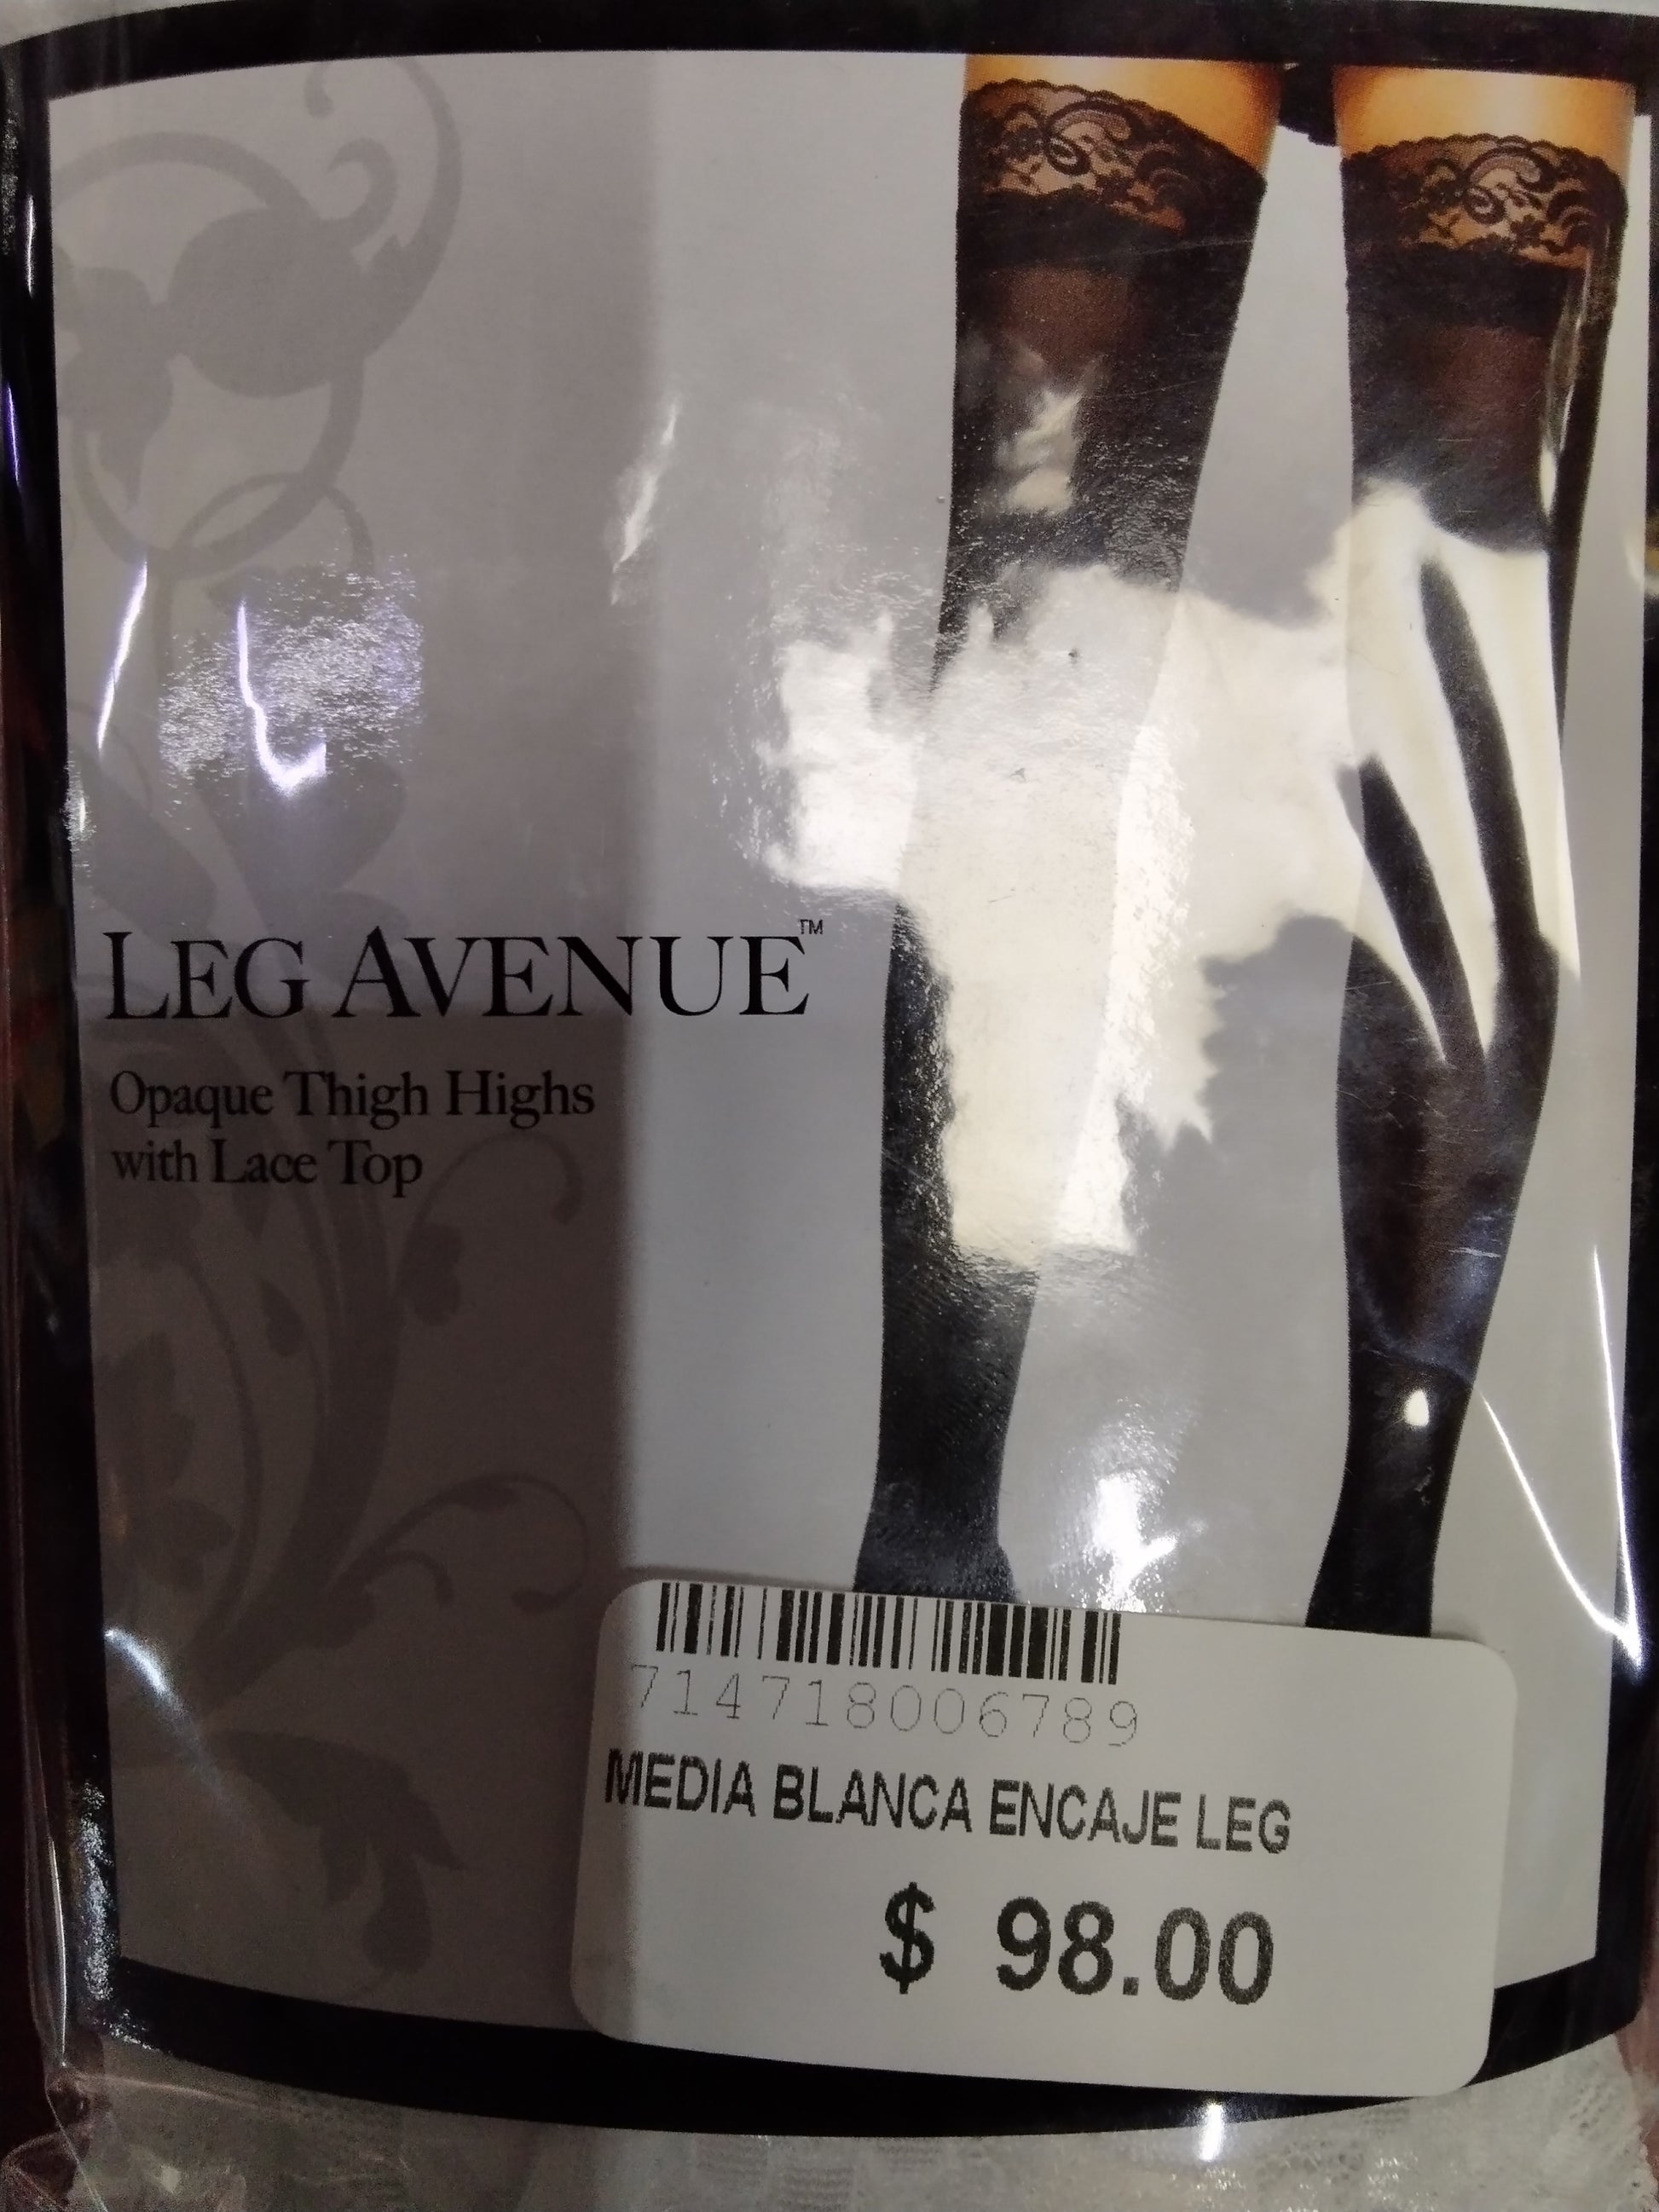 LEG AVENUE™
Opaque Thigh Highs
with Lace Top
714718006789
MEDIA BLANCA ENCAJE LEG
$ 98.00